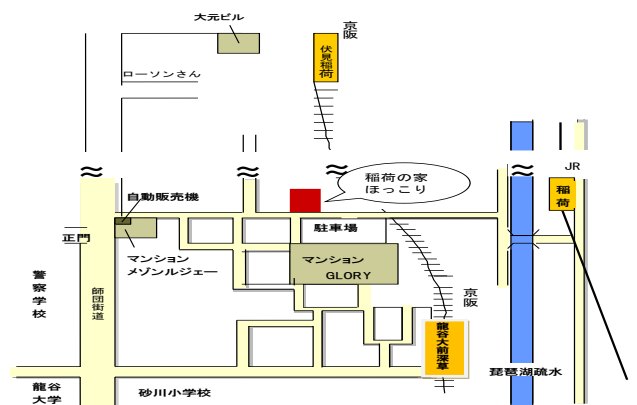 大元ビル
京阪
伏見稲荷
ローソンさん
JR
稲荷
稲荷の家
ほっこり
自動販売機
駐車場
正門
マンション
メゾンルジェー
マンション
GLORY
警察学校
師団街道
京阪
龍谷大前深草
琵琶湖疏水
龍谷
大学
砂川小学校